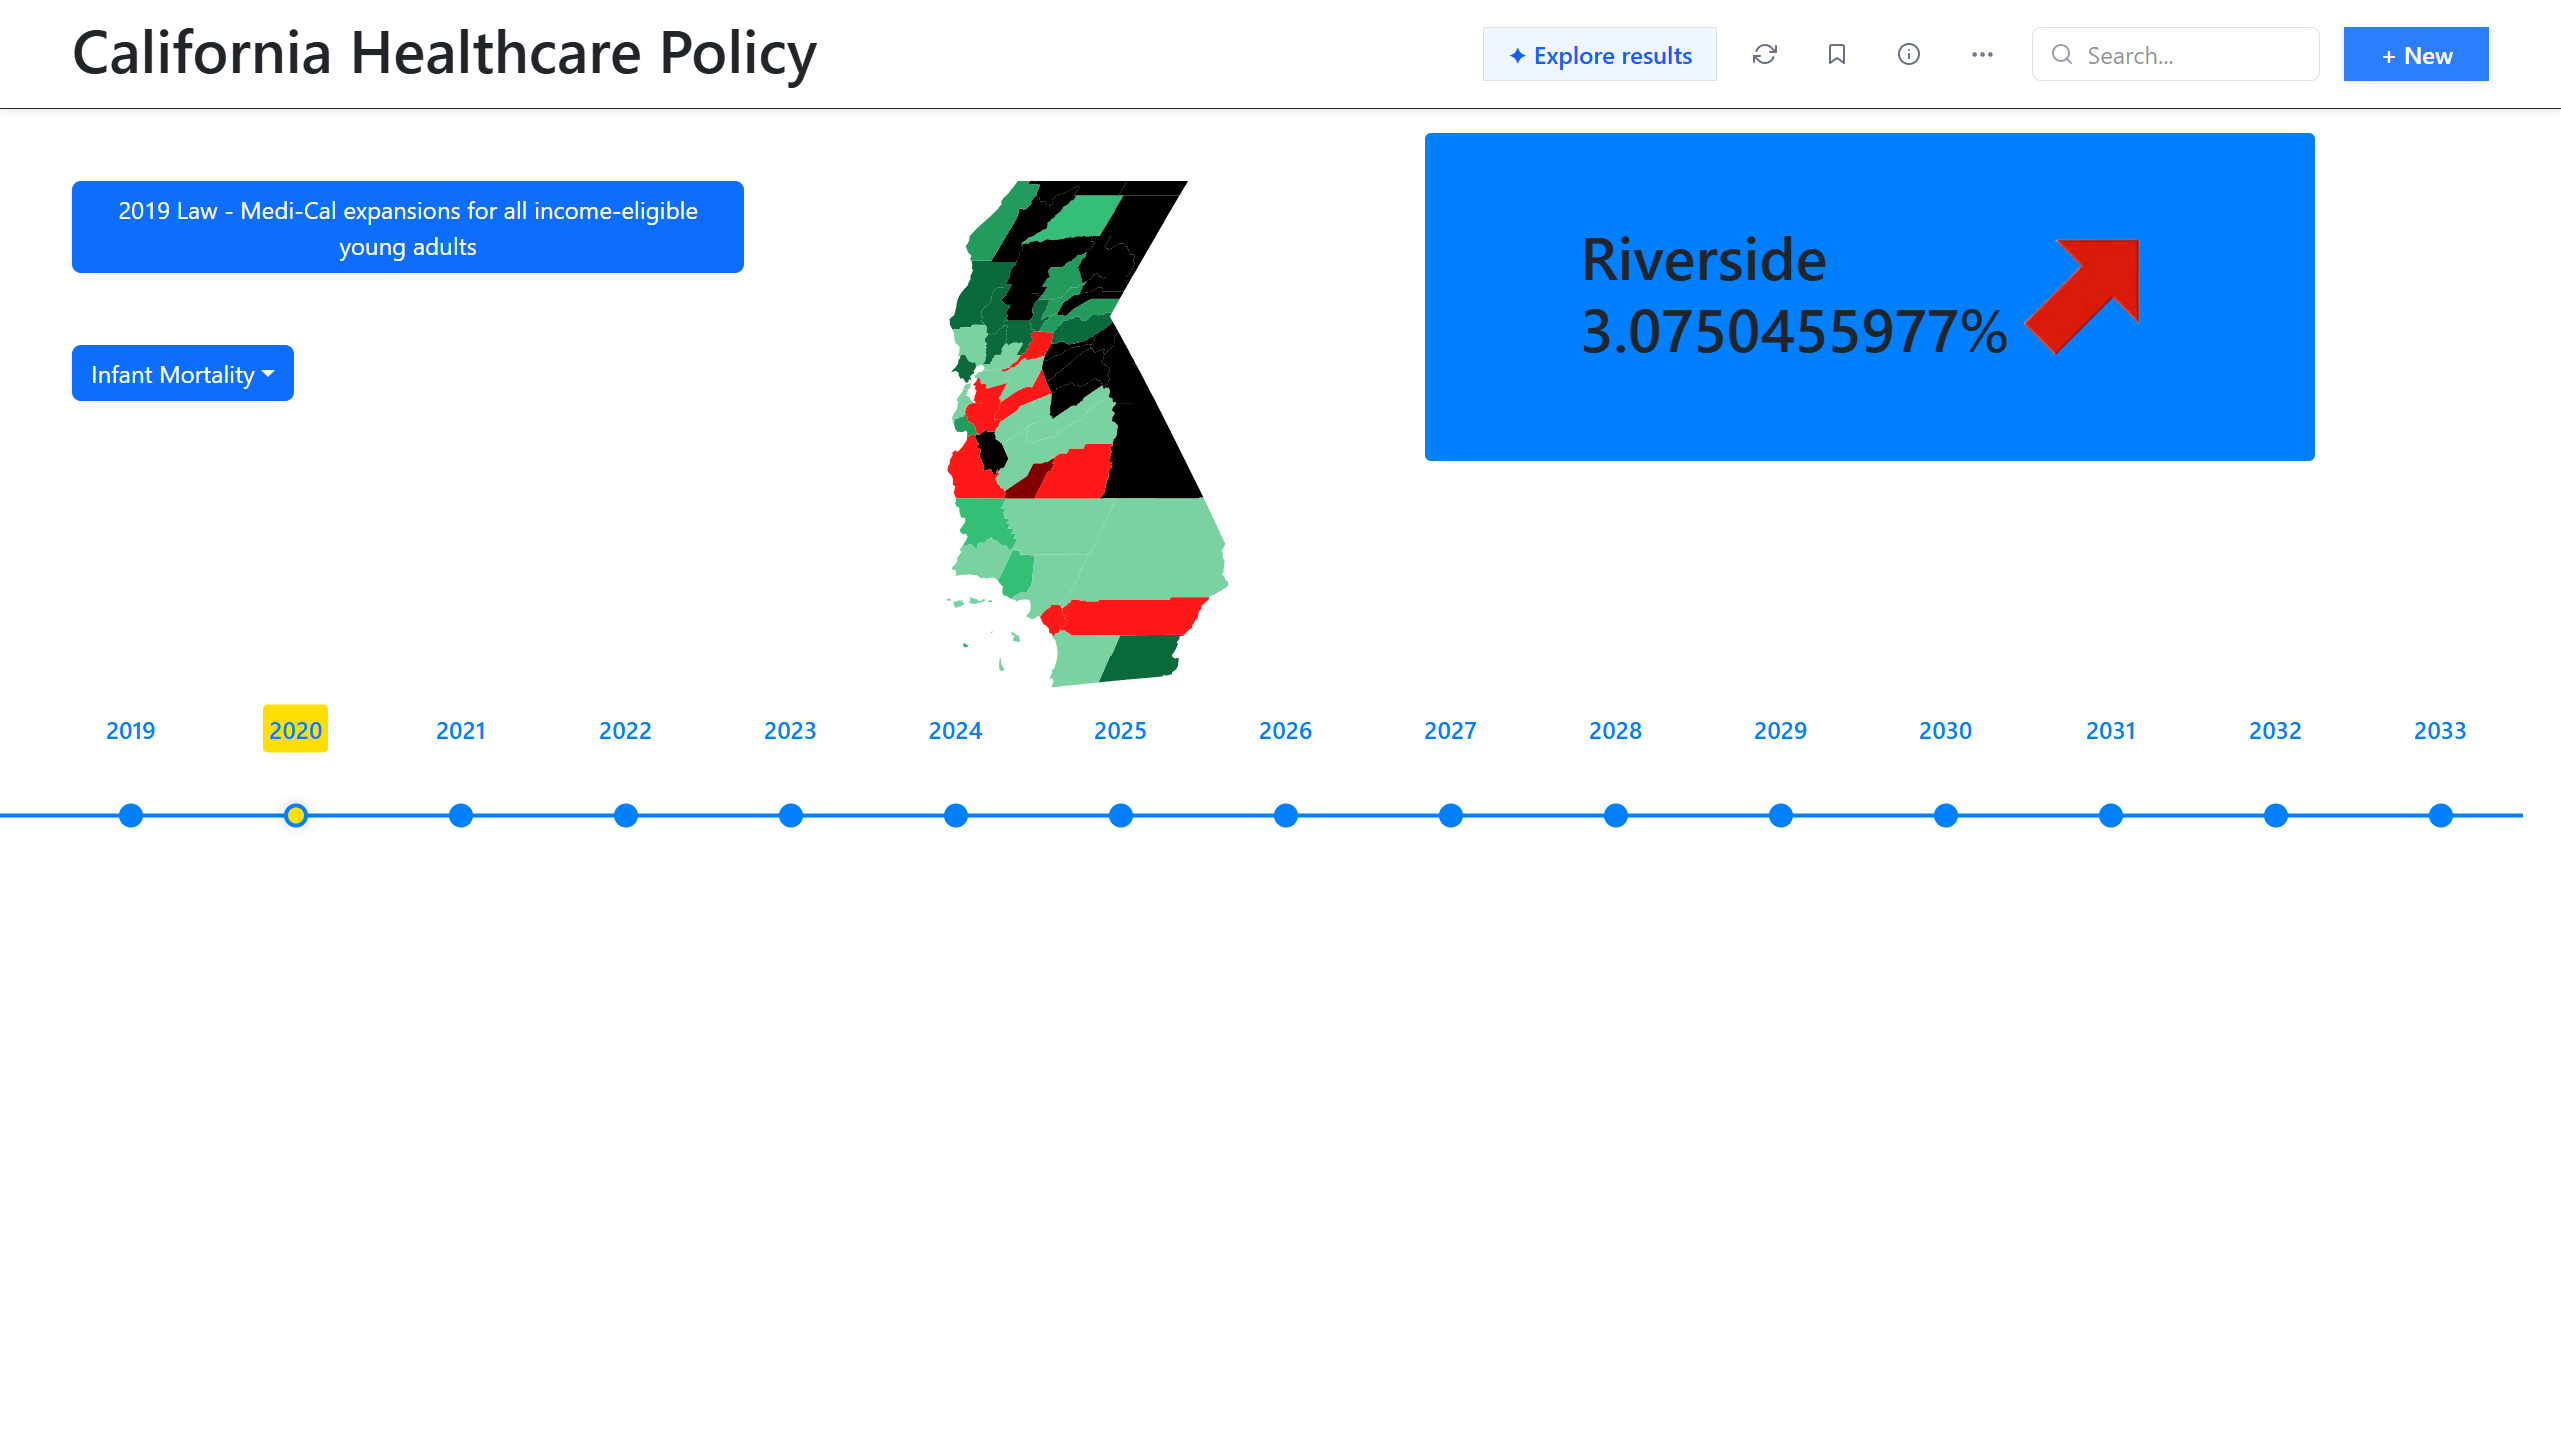 California Healthcare Policy
✦ Explore results
Search...
+ New
2019 Law - Medi-Cal expansions for all income-eligible
young adults
Infant Mortality
Riverside
3.0750455977%
2019 2020 2021 2022 2023 2024 2025 2026 2027 2028 2029 2030 2031 2032 2033